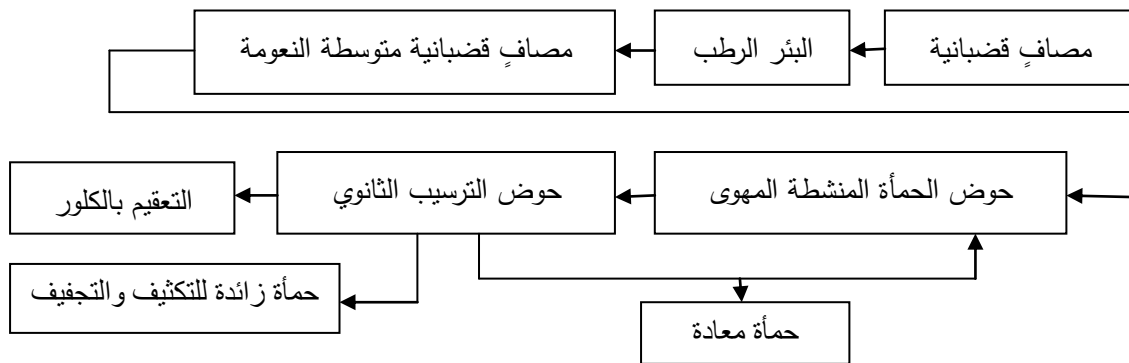 مصافٍ قضبانية
البئر الرطب
مصافٍ قضبانية متوسطة النعومة
حوض الحمأة المنشطة المهوى
حوض الترسيب الثانوي
التعقيم بالكلور
حمأة زائدة للتكثيف والتجفيف
حمأة معادة